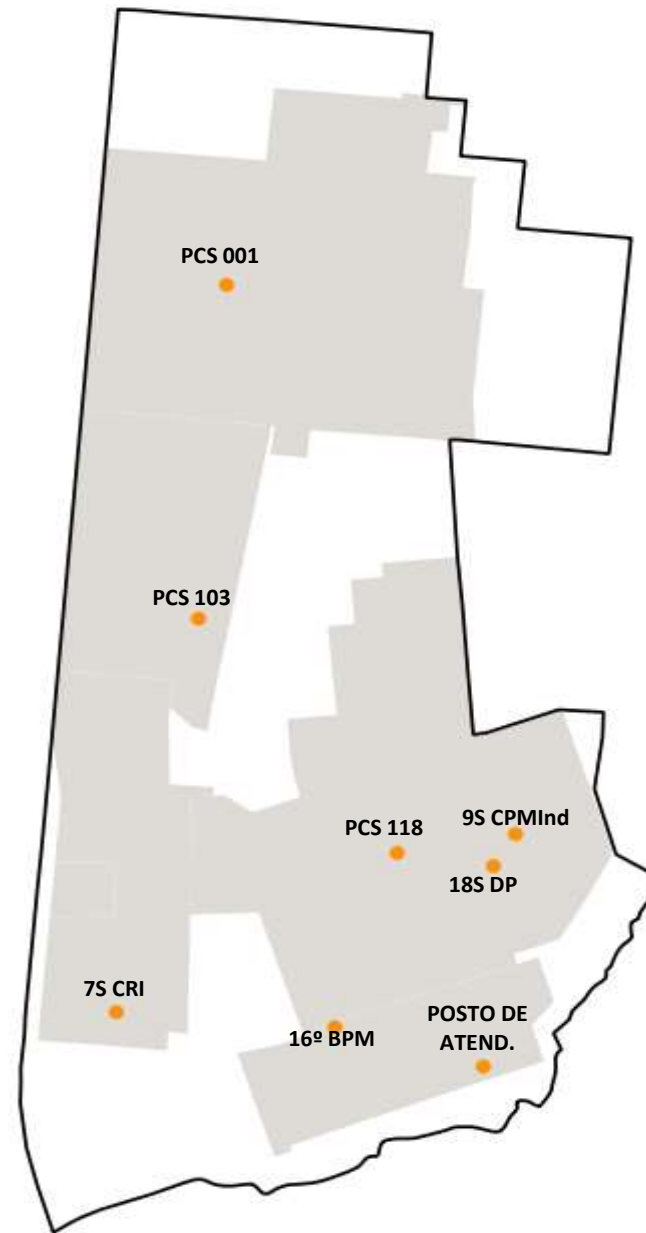 PCS 001
PCS 103
PCS 118
9S CPMInd
18S DP
7S CRI
16º BPM
POSTO DE
ATEND.